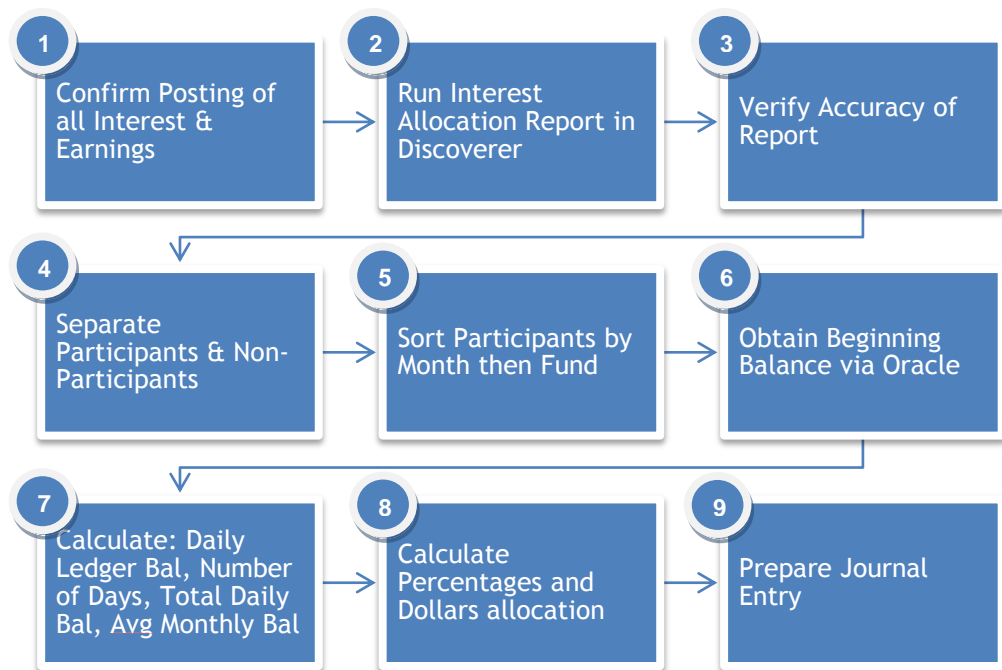 1
Confirm Posting of
all Interest &
Earnings
2
Run Interest
Allocation Report in
Discoverer
3
Verify Accuracy of
Report
4
Separate
Participants & Non-
Participants
5
Sort Participants by
Month then Fund
6
Obtain Beginning
Balance via Oracle
7
Calculate: Daily
Ledger Bal, Number
of Days, Total Daily
Bal, Avg Monthly Bal
8
Calculate
Percentages and
Dollars allocation
9
Prepare Journal
Entry